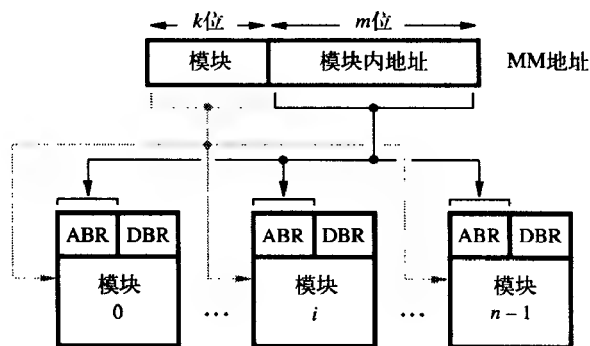 k位 m位
模块 模块内地址 MM地址
ABR DBR ABR DBR ABR DBR
模块 模块 模块
0 … i … n − 1